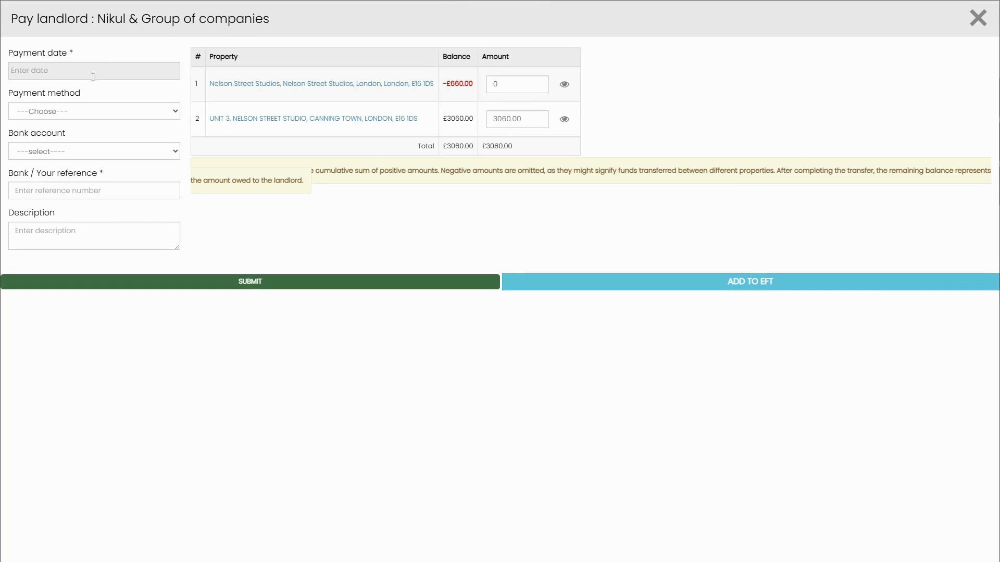 Pay landlord : Nikul & Group of companies
Payment date *
Enter date
Payment method
---Choose---
Bank account
---select----
Bank / Your reference *
Enter reference number
Description
Enter description
# Property Balance Amount
1 Nelson Street Studios, Nelson Street Studios, London, London, E16 1DS -£660.00 0
2 UNIT 3, NELSON STREET STUDIO, CANNING TOWN, LONDON, E16 1DS £3060.00 3060.00
Total £3060.00 £3060.00
cumulative sum of positive amounts. Negative amounts are omitted, as they might signify funds transferred between different properties. After completing the transfer, the remaining balance represents
the amount owed to the landlord.
SUBMIT
ADD TO EFT